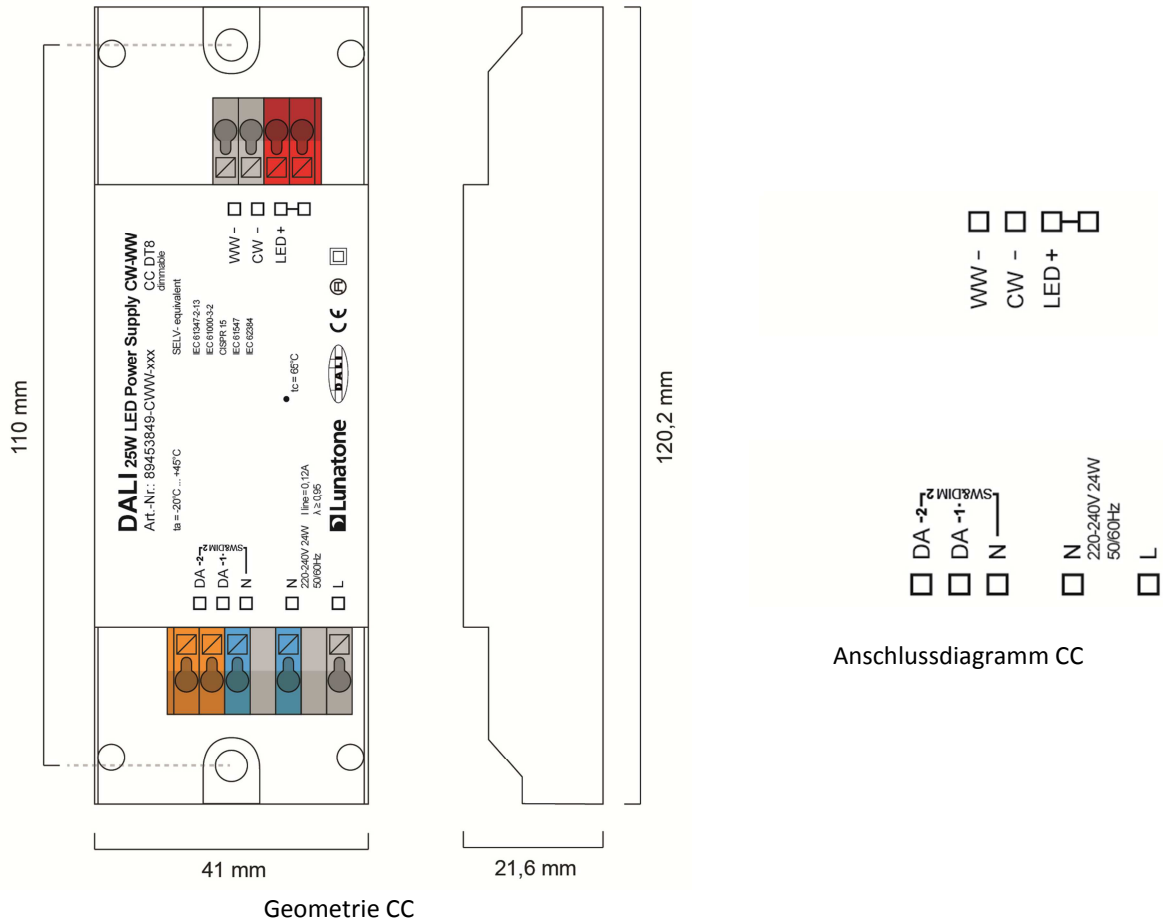 110 mm
DALI 25W LED Power Supply CW-WW
Art.-Nr.: 89453849-CWW-xxx
CC DT8
dimmable
ta = -20°C ... +45°C
SELV- equivalent
IEC 61347-2-13
IEC 61000-3-2
CISPR 15
IEC 61547
IEC 62384
tc = 65°C
WW -
CW -
LED +
DA -2-
DA -1-
N
SW&DIM2
N
220-240V 24W
50/60Hz
I line = 0,12A
λ ≥ 0,95
L
Lunatone
DALI
CE
120,2 mm
41 mm
21,6 mm
Geometrie CC
WW -
CW -
LED +
DA -2-
DA -1-
N
SW&DIM2
N
220-240V 24W
50/60Hz
L
Anschlussdiagramm CC